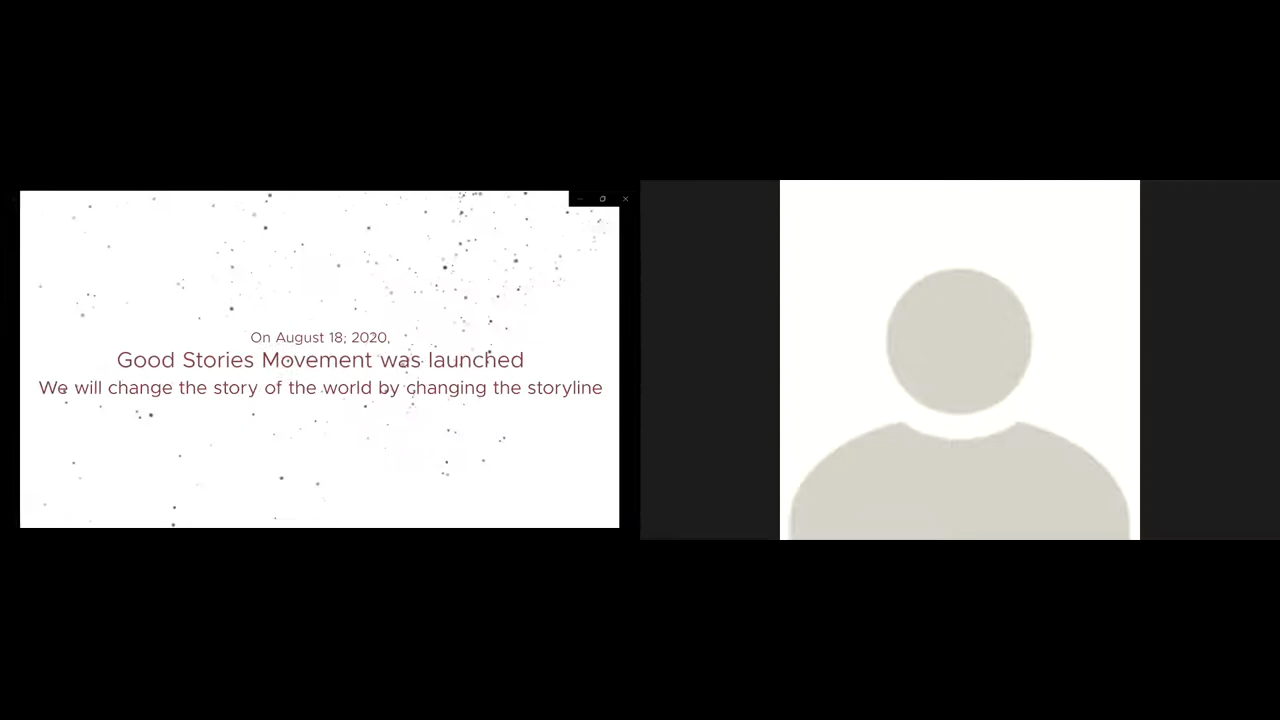 On August 18; 2020,
Good Stories Movement was launched
We will change the story of the world by changing the storyline